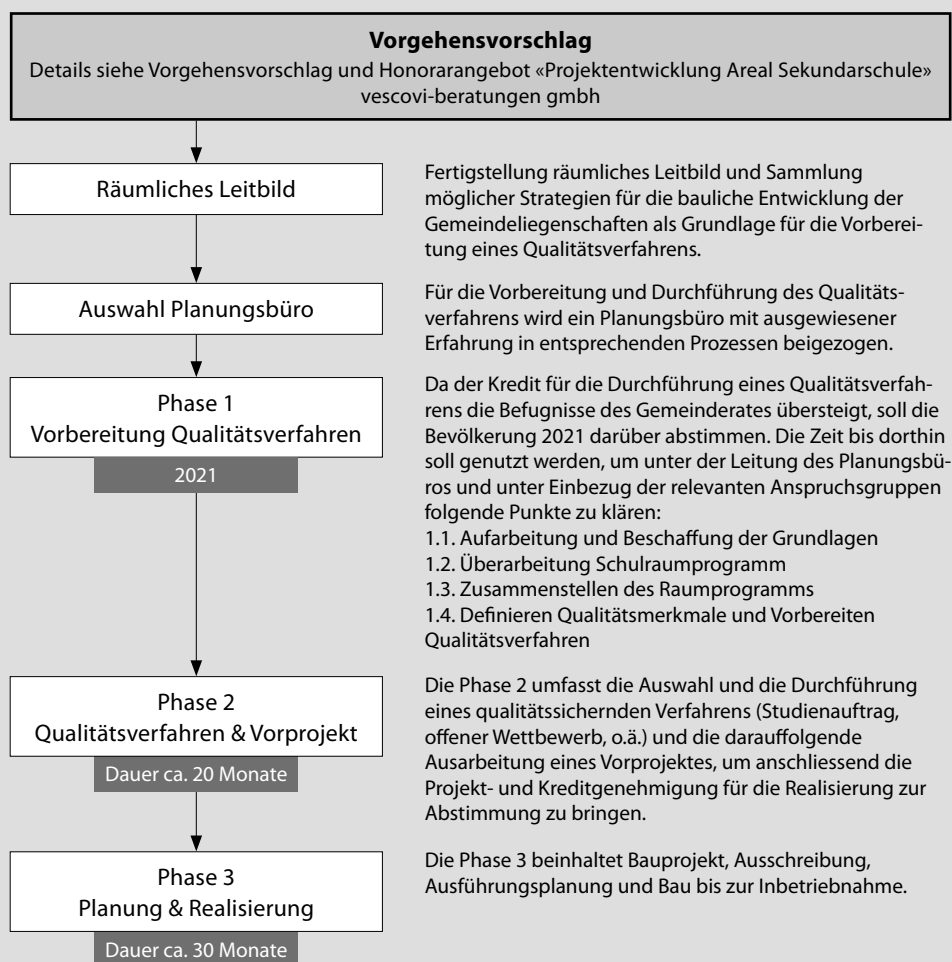 Vorgehensvorschlag
Details siehe Vorgehensvorschlag und Honorarangebot «Projektentwicklung Areal Sekundarschule»
vescovi-beratungen gmbh
Räumliches Leitbild
Fertigstellung räumliches Leitbild und Sammlung
möglicher Strategien für die bauliche Entwicklung der
Gemeindeliegenschaften als Grundlage für die Vorberei-
tung eines Qualitätsverfahrens.
Auswahl Planungsbüro
Für die Vorbereitung und Durchführung des Qualitäts-
verfahrens wird ein Planungsbüro mit ausgewiesener
Erfahrung in entsprechenden Prozessen beigezogen.
Phase 1
Vorbereitung Qualitätsverfahren
2021
Da der Kredit für die Durchführung eines Qualitätsverfah-
rens die Befugnisse des Gemeinderates übersteigt, soll die
Bevölkerung 2021 darüber abstimmen. Die Zeit bis dorthin
soll genutzt werden, um unter der Leitung des Planungsbü-
ros und unter Einbezug der relevanten Anspruchsgruppen
folgende Punkte zu klären:
1.1. Aufarbeitung und Beschaffung der Grundlagen
1.2. Überarbeitung Schulraumprogramm
1.3. Zusammenstellen des Raumprogramms
1.4. Definieren Qualitätsmerkmale und Vorbereiten
Qualitätsverfahren
Phase 2
Qualitätsverfahren & Vorprojekt
Dauer ca. 20 Monate
Die Phase 2 umfasst die Auswahl und die Durchführung
eines qualitätssichernden Verfahrens (Studienauftrag,
offener Wettbewerb, o.ä.) und die darauffolgende
Ausarbeitung eines Vorprojektes, um anschliessend die
Projekt- und Kreditgenehmigung für die Realisierung zur
Abstimmung zu bringen.
Phase 3
Planung & Realisierung
Dauer ca. 30 Monate
Die Phase 3 beinhaltet Bauprojekt, Ausschreibung,
Ausführungsplanung und Bau bis zur Inbetriebnahme.